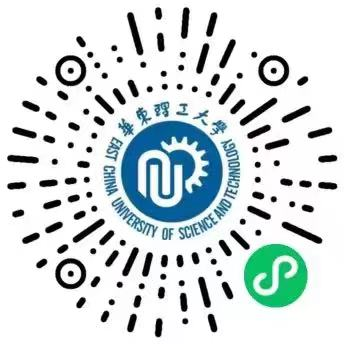 華東理工大學
EAST CHINA UNIVERSITY OF SCIENCE AND TECHNOLOGY